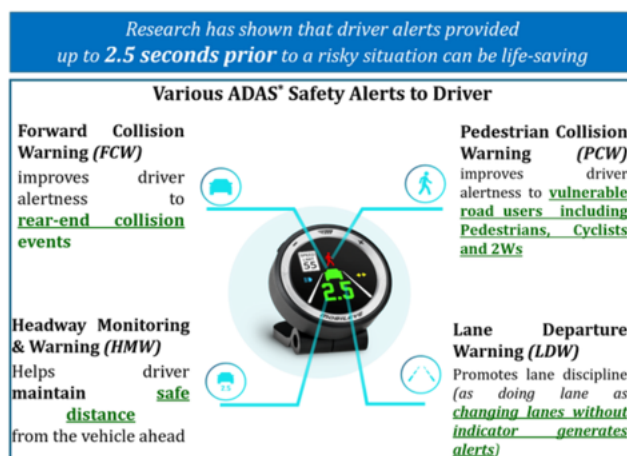 Research has shown that driver alerts provided
up to 2.5 seconds prior to a risky situation can be life-saving
Various ADAS* Safety Alerts to Driver
Forward Collision
Warning (FCW)
improves driver
alertness to
rear-end collision
events
Pedestrian Collision
Warning (PCW)
improves driver
alertness to vulnerable
road users including
Pedestrians, Cyclists
and 2Ws
SPEED
LIMIT
55
2.5
MOBILEYE
Headway Monitoring
& Warning (HMW)
Helps driver
maintain safe
distance
from the vehicle ahead
2.5
Lane Departure
Warning (LDW)
Promotes lane discipline
(as doing lane as
changing lanes without
indicator generates
alerts)